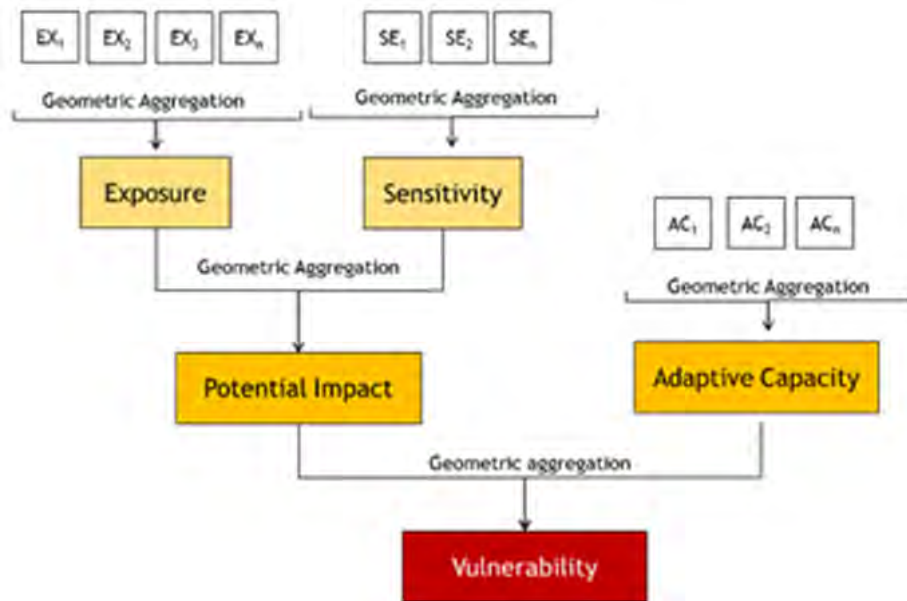 EX₁ EX₂ EX₃ EXₙ
SE₁ SE₂ SEₙ
Geometric Aggregation
Geometric Aggregation
Exposure
Sensitivity
AC₁ AC₂ ACₙ
Geometric Aggregation
Geometric Aggregation
Potential Impact
Adaptive Capacity
Geometric aggregation
Vulnerability